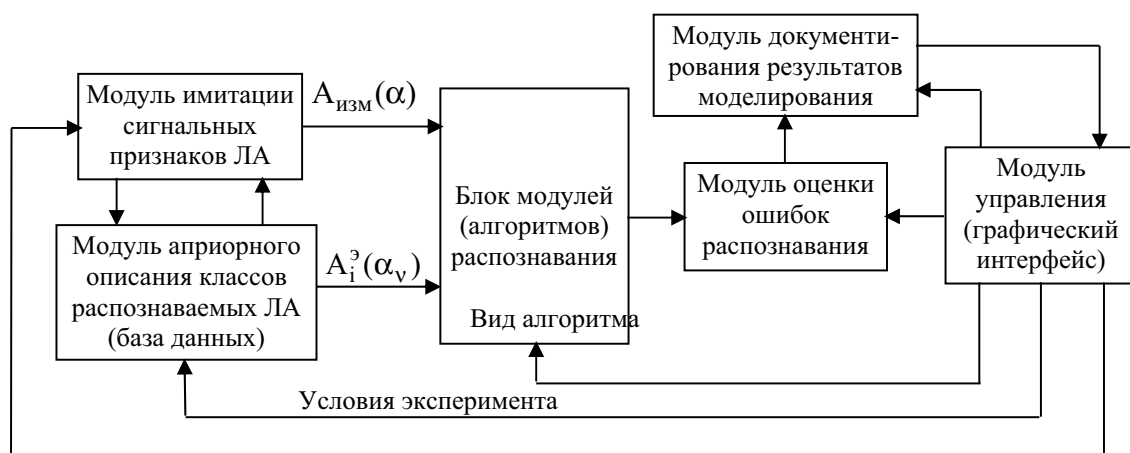 Модуль имитации
сигнальных
признаков ЛА
Aизм(α)
Модуль априорного
описания классов
распознаваемых ЛА
(база данных)
Aiэ(αν)
Блок модулей
(алгоритмов)
распознавания
Вид алгоритма
Модуль документи-
рования результатов
моделирования
Модуль оценки
ошибок
распознавания
Модуль
управления
(графический
интерфейс)
Условия эксперимента